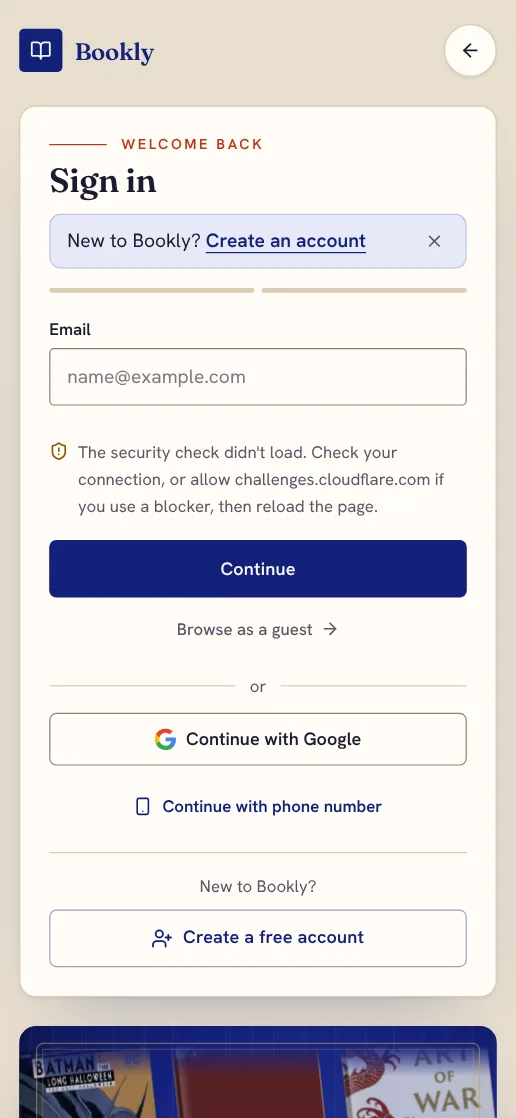 Bookly
WELCOME BACK
Sign in
New to Bookly? Create an account
Email
name@example.com
The security check didn't load. Check your
connection, or allow challenges.cloudflare.com if
you use a blocker, then reload the page.
Continue
Browse as a guest
or
Continue with Google
Continue with phone number
New to Bookly?
Create a free account
BATMAN THE
LONG HALLOWEEN
ART
OF
WAR